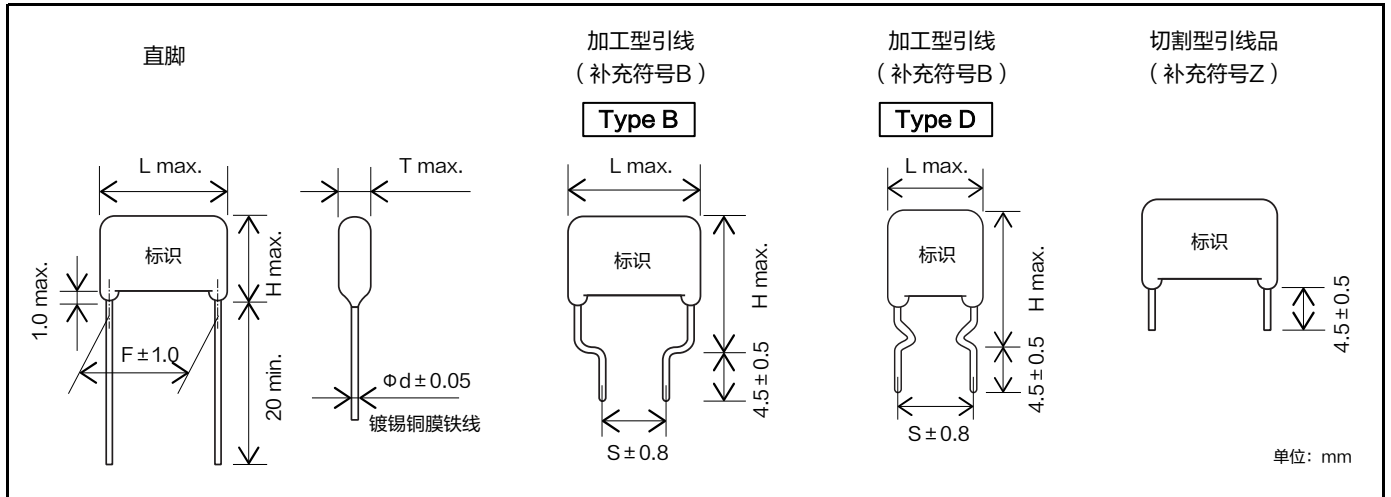 直脚
加工型引线
（补充符号B）
Type B
加工型引线
（补充符号B）
Type D
切割型引线品
（补充符号Z）
L max.
T max.
L max.
L max.
标识
标识
标识
标识
H max.
1.0 max.
F±1.0
20 min.
Φd±0.05
镀锡铜膜铁线
H max.
4.5±0.5
S±0.8
H max.
4.5±0.5
S±0.8
4.5±0.5
单位：mm